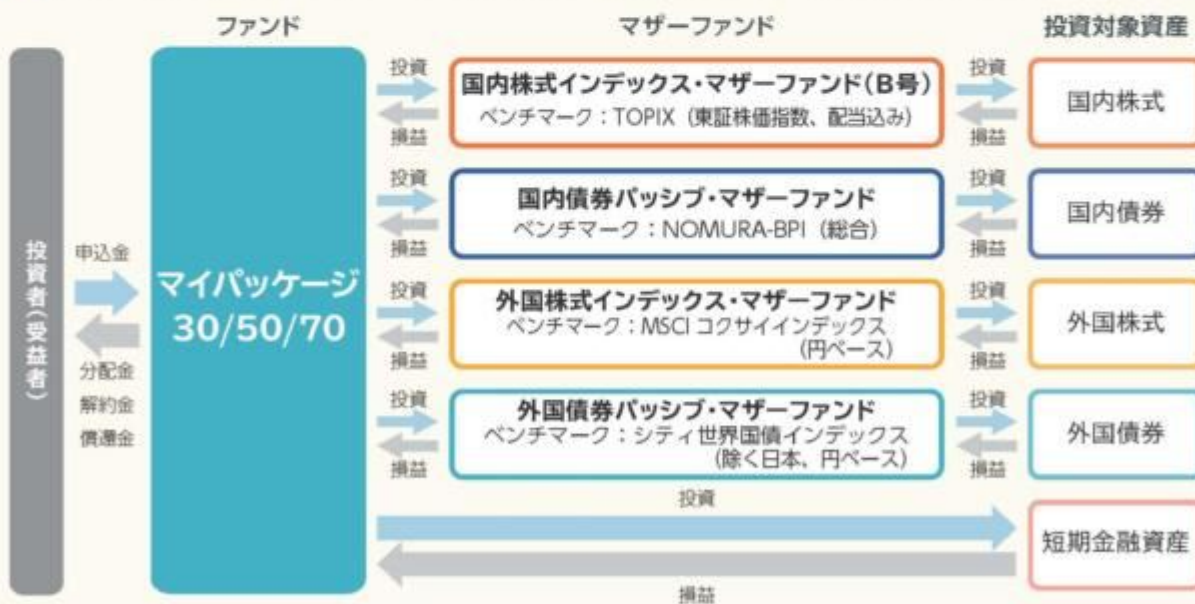 ファンド
マザーファンド
投資対象資産
投資者(受益者)
申込金
分配金
解約金
償還金
マイパッケージ
30/50/70
投資
損益
国内株式インデックス・マザーファンド(B号)
ベンチマーク:TOPIX(東証株価指数、配当込み)
投資
損益
国内株式
投資
損益
国内債券パッシブ・マザーファンド
ベンチマーク:NOMURA-BPI(総合)
投資
損益
国内債券
投資
損益
外国株式インデックス・マザーファンド
ベンチマーク:MSCI コクサイインデックス
(円ベース)
投資
損益
外国株式
投資
損益
外国債券パッシブ・マザーファンド
ベンチマーク:シティ世界国債インデックス
(除く日本、円ベース)
投資
損益
外国債券
投資
損益
短期金融資産